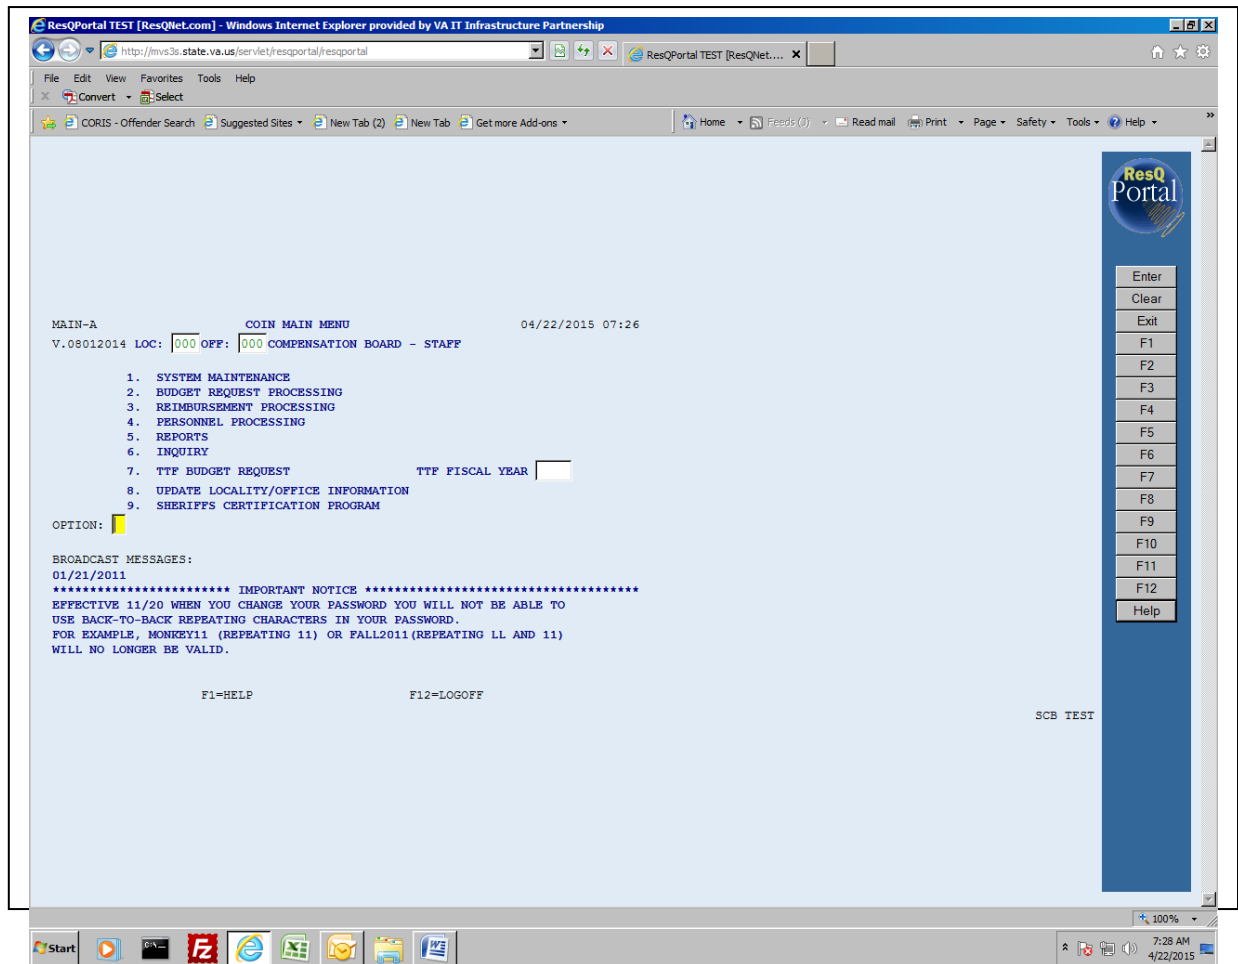 ResQPortal TEST [ResQNet.com] - Windows Internet Explorer provided by VA IT Infrastructure Partnership
http://mvs3s.state.va.us/servlet/resqportal/resqportal
ResQPortal TEST [ResQNet....
File Edit View Favorites Tools Help
Convert Select
CORIS - Offender Search Suggested Sites New Tab (2) New Tab Get more Add-ons Home Feeds (J) Read mail Print Page Safety Tools Help
ResQ
Portal
Enter
Clear
Exit
F1
F2
F3
F4
F5
F6
F7
F8
F9
F10
F11
F12
Help
MAIN-A COIN MAIN MENU 04/22/2015 07:26
V.08012014 LOC: 000 OFF: 000 COMPENSATION BOARD - STAFF
1. SYSTEM MAINTENANCE
2. BUDGET REQUEST PROCESSING
3. REIMBURSEMENT PROCESSING
4. PERSONNEL PROCESSING
5. REPORTS
6. INQUIRY
7. TTF BUDGET REQUEST TTF FISCAL YEAR
8. UPDATE LOCALITY/OFFICE INFORMATION
9. SHERIFFS CERTIFICATION PROGRAM
OPTION:
BROADCAST MESSAGES:
01/21/2011
************************ IMPORTANT NOTICE *************************************
EFFECTIVE 11/20 WHEN YOU CHANGE YOUR PASSWORD YOU WILL NOT BE ABLE TO
USE BACK-TO-BACK REPEATING CHARACTERS IN YOUR PASSWORD.
FOR EXAMPLE, MONKEY11 (REPEATING 11) OR FALL2011(REPEATING LL AND 11)
WILL NO LONGER BE VALID.
F1=HELP F12=LOGOFF
SCB TEST
100%
Start
7:28 AM
4/22/2015